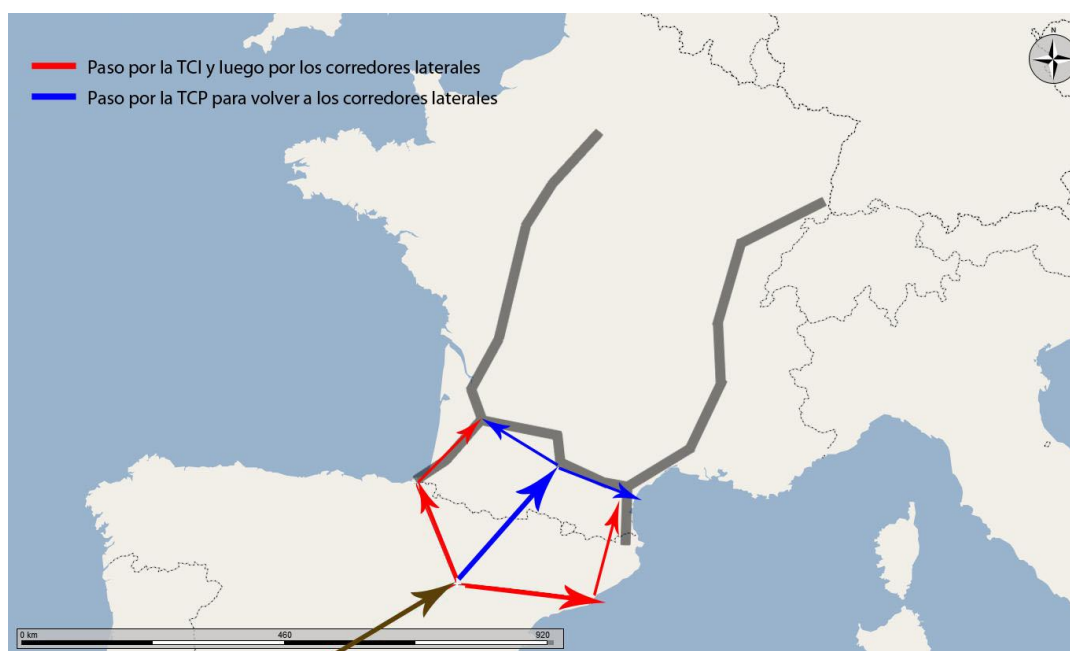 N
Paso por la TCI y luego por los corredores laterales
Paso por la TCP para volver a los corredores laterales
0 km 460 920